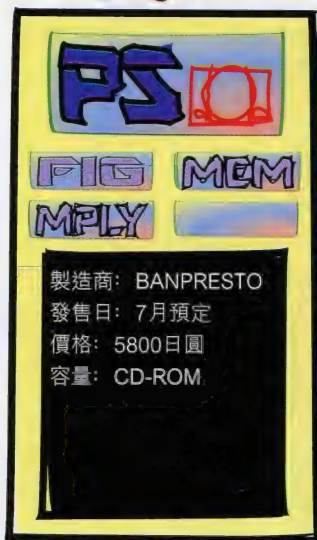 PS
FIG MEM
MPLY
製造商: BANPRESTO
發售日: 7月預定
價格: 5800日圓
容量: CD-ROM